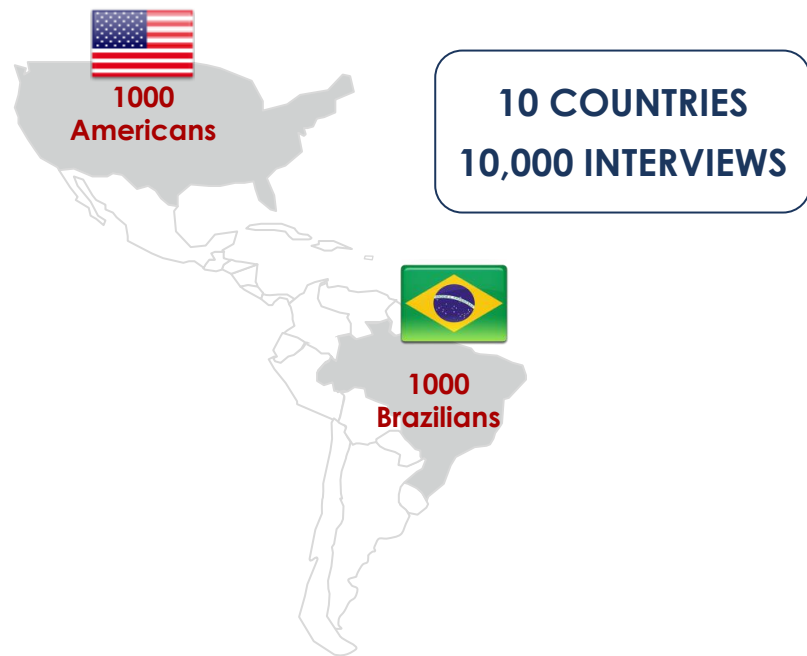 1000
Americans
10 COUNTRIES
10,000 INTERVIEWS
1000
Brazilians